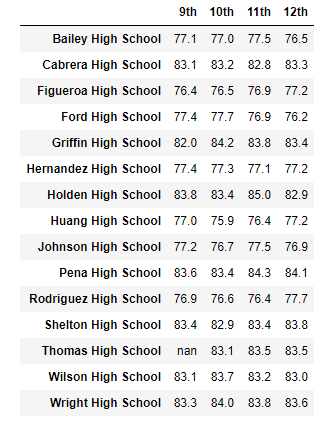 9th 10th 11th 12th
Bailey High School 77.1 77.0 77.5 76.5
Cabrera High School 83.1 83.2 82.8 83.3
Figueroa High School 76.4 76.5 76.9 77.2
Ford High School 77.4 77.7 76.9 76.2
Griffin High School 82.0 84.2 83.8 83.4
Hernandez High School 77.4 77.3 77.1 77.2
Holden High School 83.8 83.4 85.0 82.9
Huang High School 77.0 75.9 76.4 77.2
Johnson High School 77.2 76.7 77.5 76.9
Pena High School 83.6 83.4 84.3 84.1
Rodriguez High School 76.9 76.6 76.4 77.7
Shelton High School 83.4 82.9 83.4 83.8
Thomas High School nan 83.1 83.5 83.5
Wilson High School 83.1 83.7 83.2 83.0
Wright High School 83.3 84.0 83.8 83.6